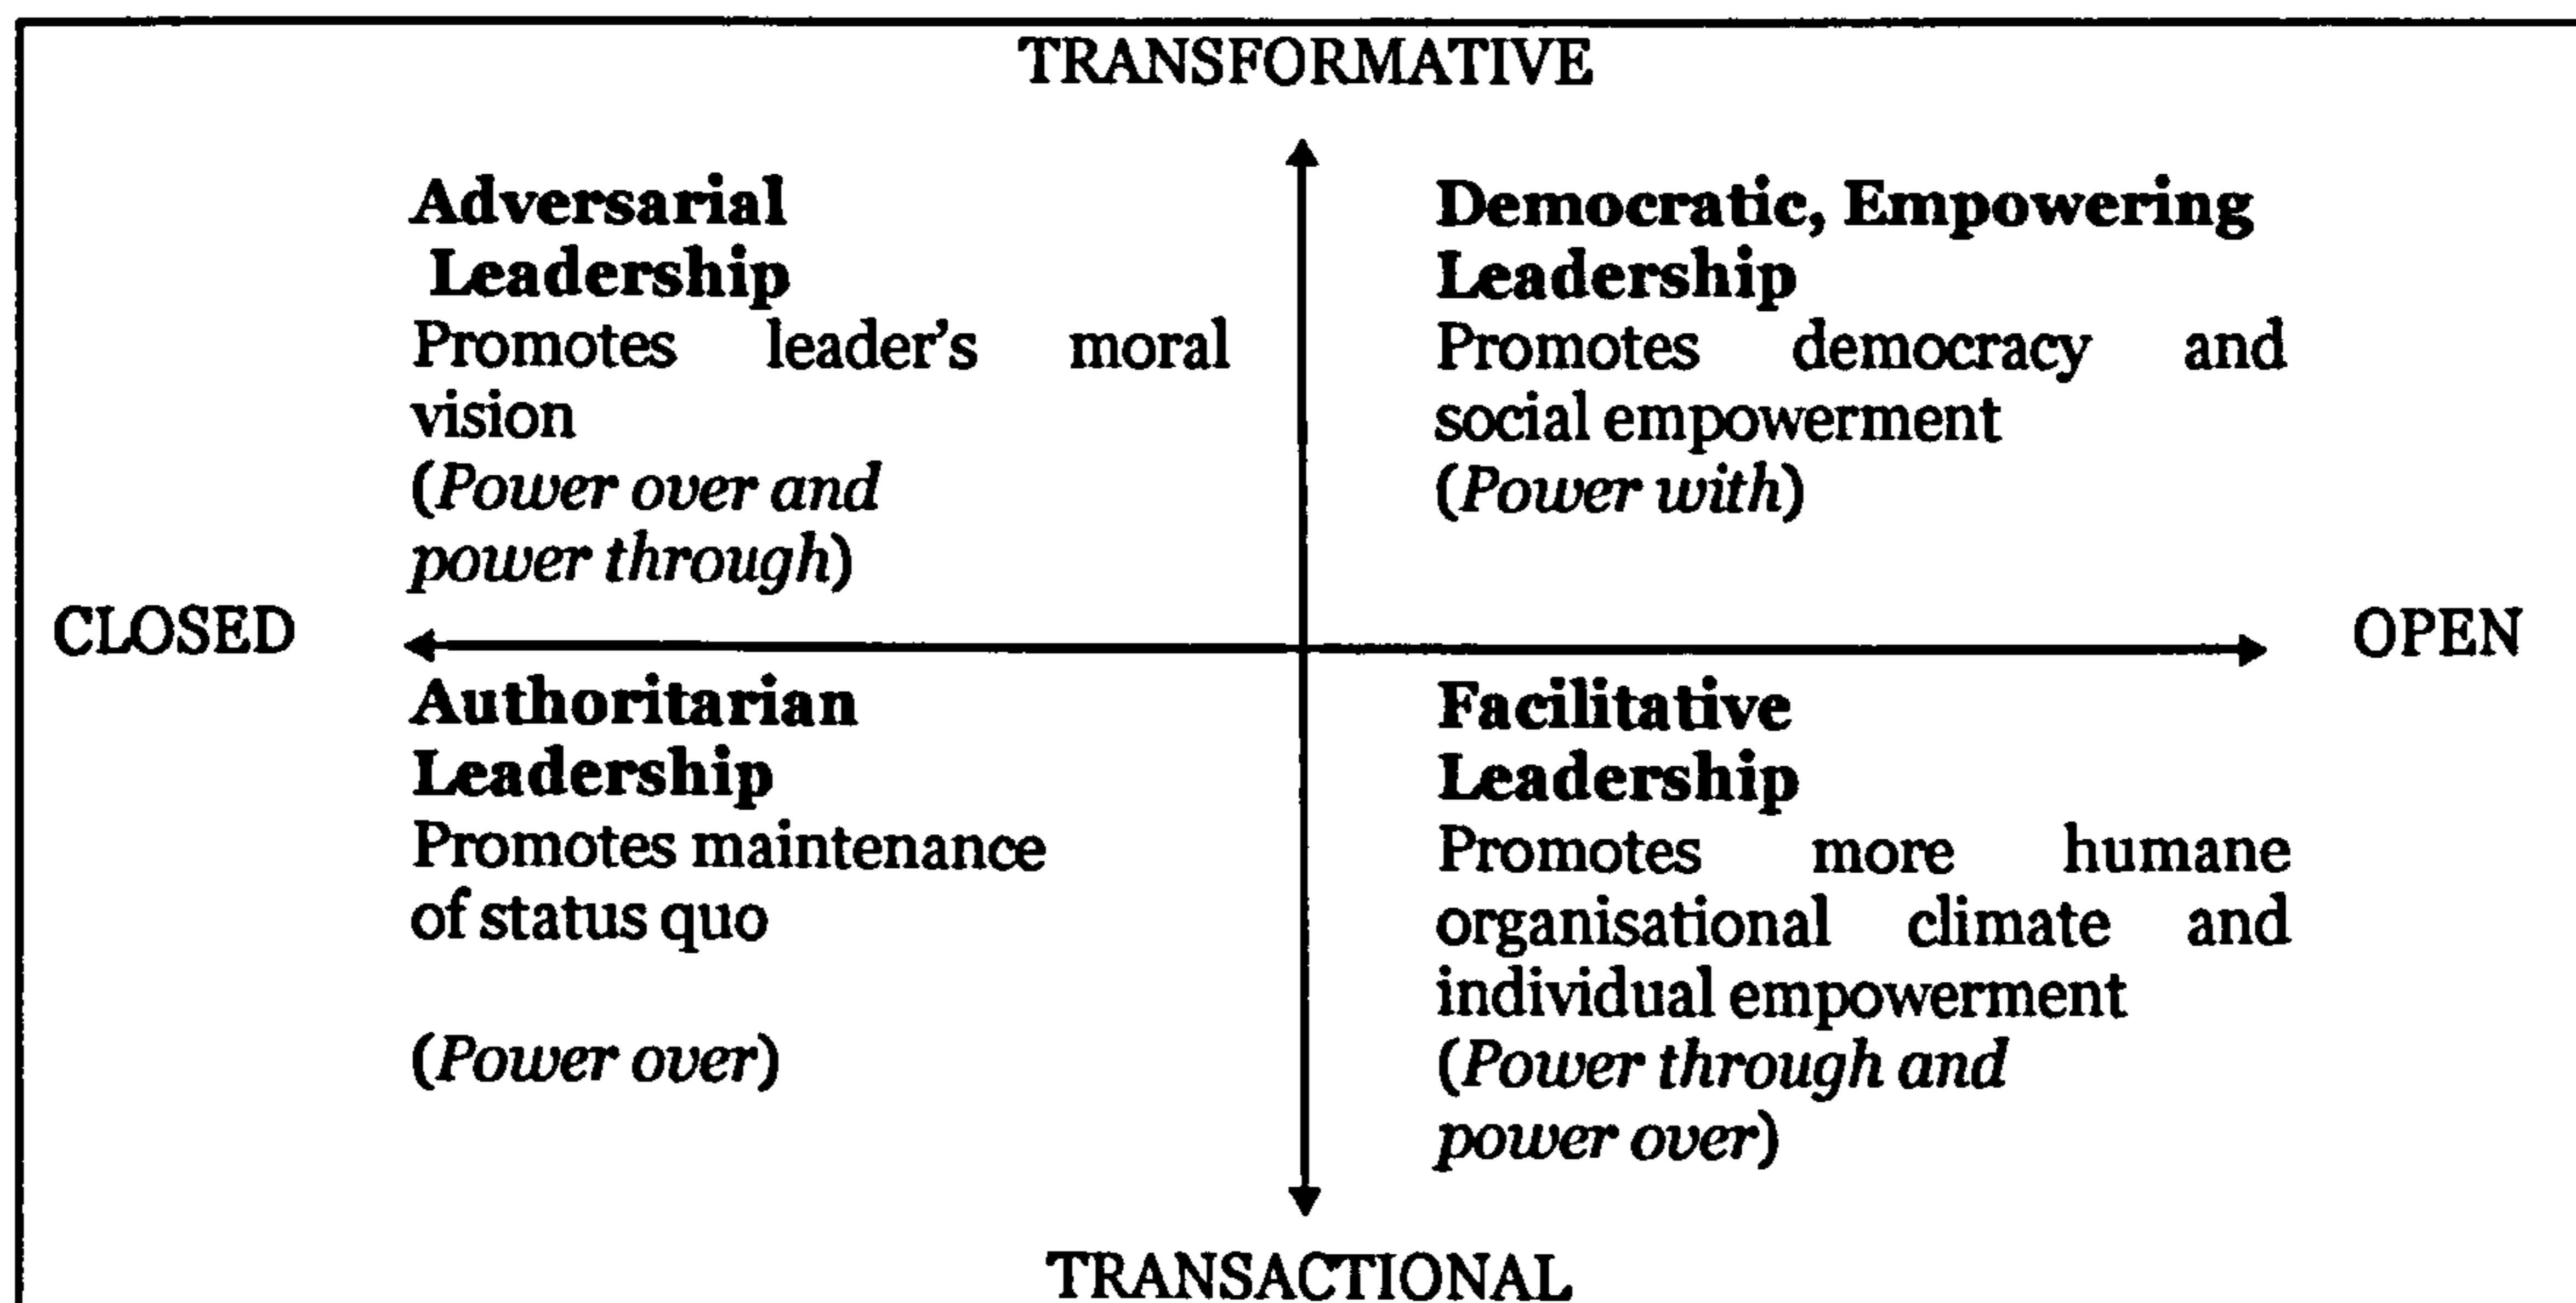 TRANSFORMATIVE
Adversarial
Leadership
Promotes leader's moral
vision
(Power over and
power through)
Democratic, Empowering
Leadership
Promotes democracy and
social empowerment
(Power with)
CLOSED
OPEN
Authoritarian
Leadership
Promotes maintenance
of status quo
(Power over)
Facilitative
Leadership
Promotes more humane
organisational climate and
individual empowerment
(Power through and
power over)
TRANSACTIONAL